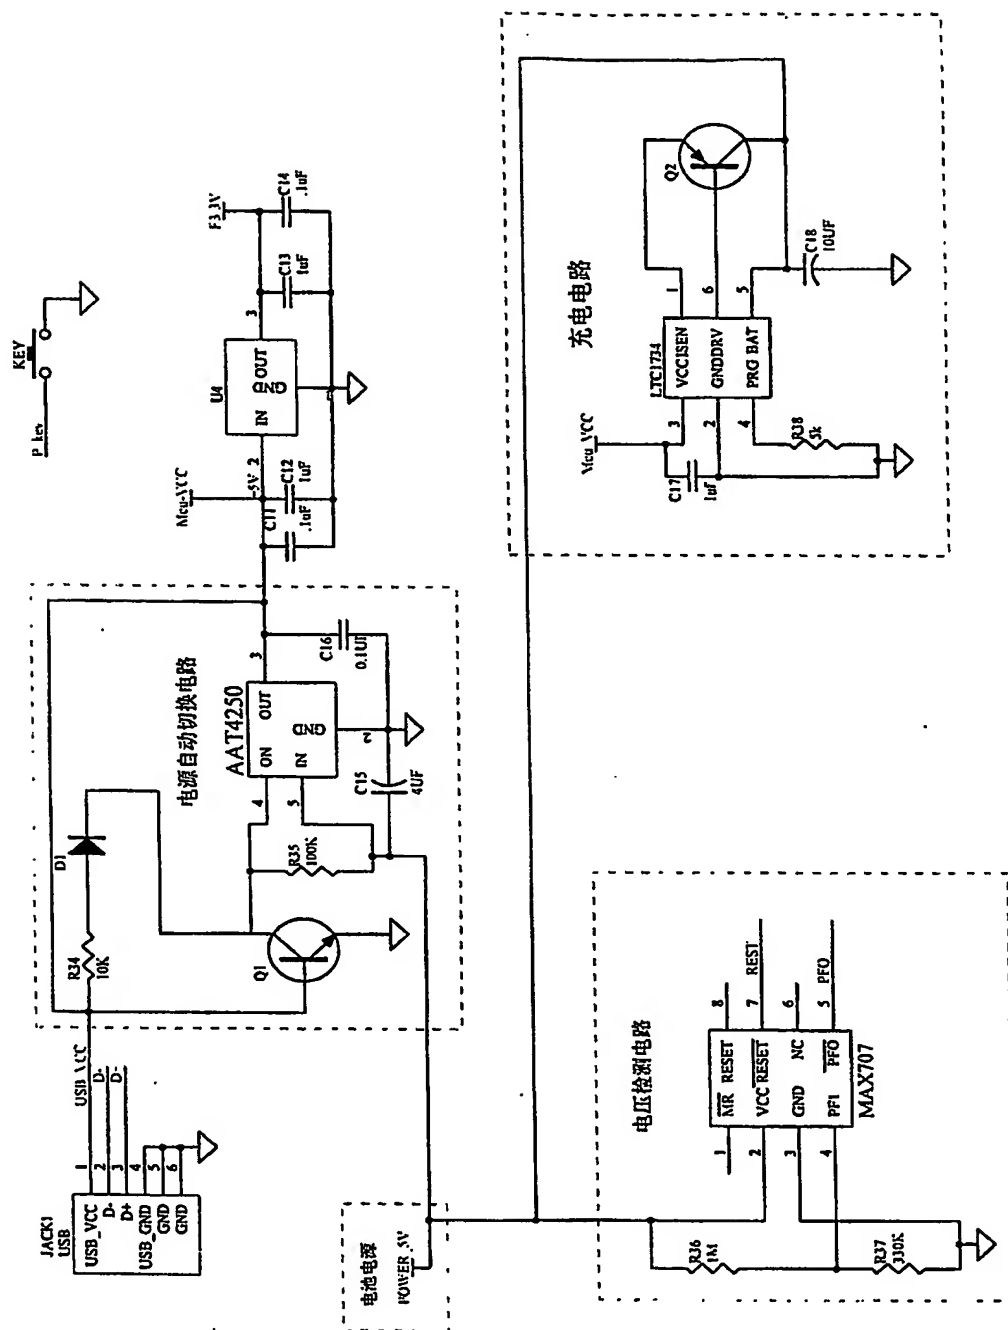 JACK1
USB
USB_VCC
D-
D+
USB_GND
GND
GND
1
2
3
4
5
6
USB_VCC
D-
D-
R34
10K
D1
Q1
电源自动切换电路
AAT4250
ON
IN
OUT
GND
4
5
3
2
R35
100K
C15
4UF
C16
0.1UF
Mcu-VCC
C11
.1uF
-5V
2
C12
1uF
U4
IN
OUT
GND
3
F3.3V
C13
1uF
C14
.1uF
KEY
P_key
电池电源
POWER_5V
电压检测电路
MR
RESET
VCC
RESET
GND
NC
PFI
PFO
MAX707
1
2
3
4
8
7
6
5
REST
PFO
R36
1M
R37
330K
充电电路
LTC1734
VCC
ISEN
GND
DRV
PRG
BAT
3
2
4
1
6
5
Mcu_VCC
C17
1uF
R38
5k
Q2
C18
10UF